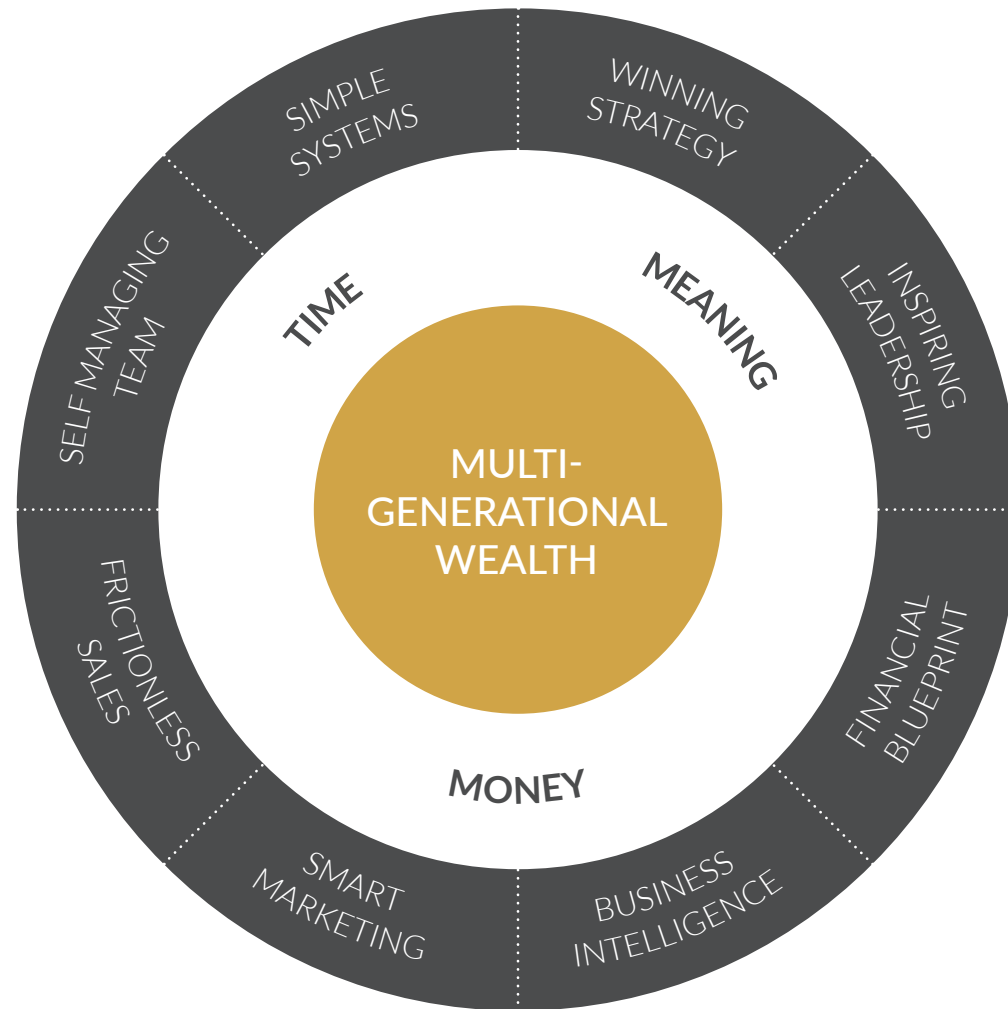 WINNING
STRATEGY
INSPIRING
LEADERSHIP
FINANCIAL
BLUEPRINT
BUSINESS
INTELLIGENCE
SMART
MARKETING
FRICTIONLESS
SALES
SELF MANAGING
TEAM
SIMPLE
SYSTEMS
TIME
MEANING
MONEY
MULTI-
GENERATIONAL
WEALTH